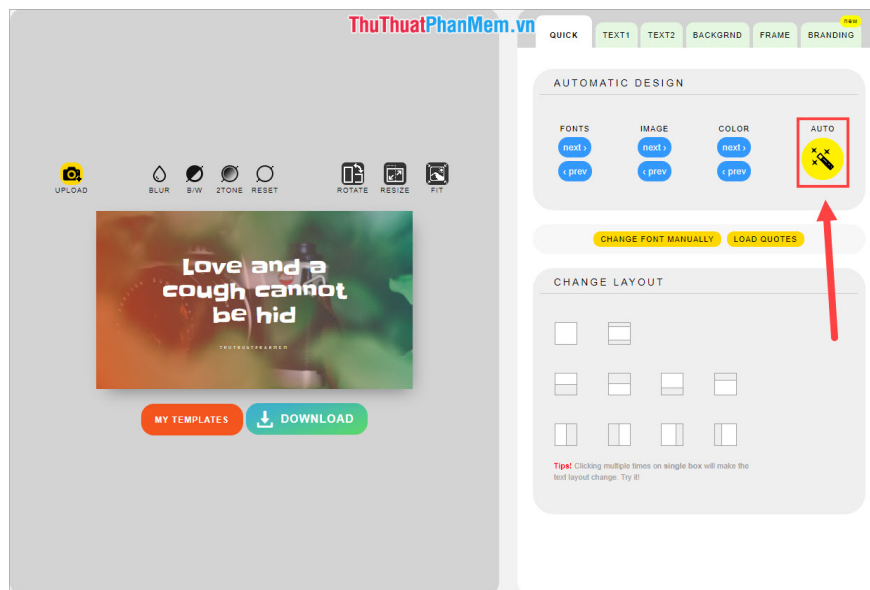 ThuThuatPhanMem.vn
QUICK
TEXT1
TEXT2
BACKGRND
FRAME
new
BRANDING
AUTOMATIC DESIGN
FONTS
IMAGE
COLOR
AUTO
next ›
next ›
next ›
‹ prev
‹ prev
‹ prev
UPLOAD
BLUR
B/W
2TONE
RESET
ROTATE
RESIZE
FIT
Love and a
cough cannot
be hid
THUTHUATPHANMEM
MY TEMPLATES
DOWNLOAD
CHANGE FONT MANUALLY
LOAD QUOTES
CHANGE LAYOUT
Tips! Clicking multiple times on single box will make the
text layout change. Try it!